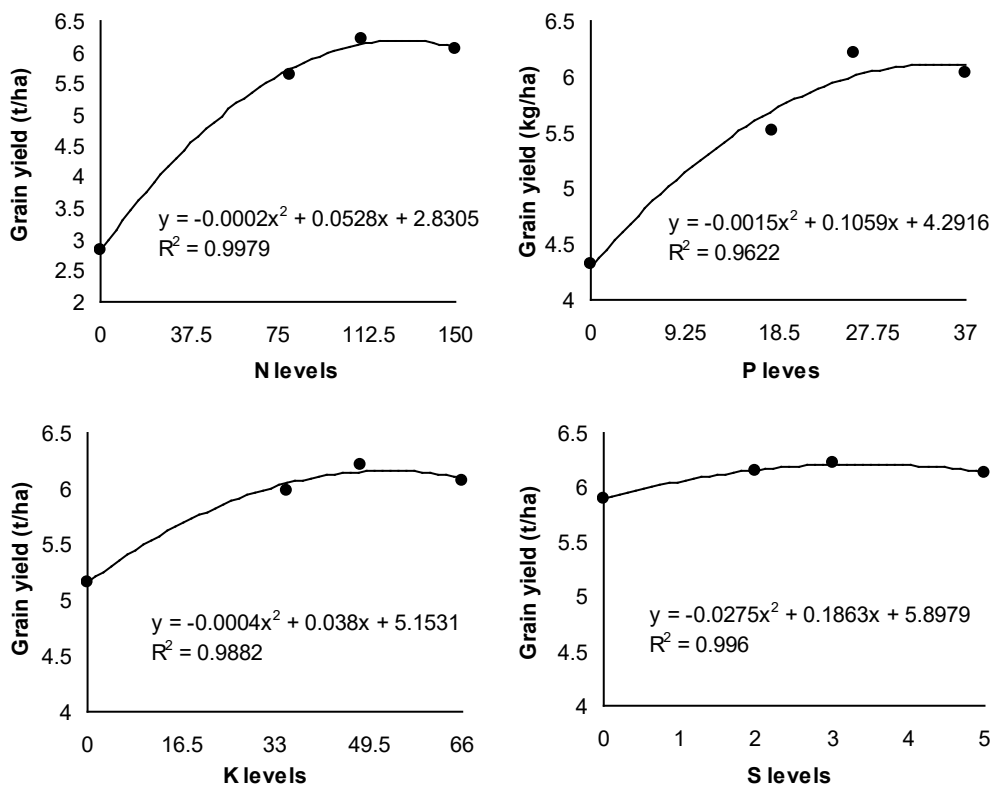 6.5
6
5.5
5
4.5
4
3.5
3
2.5
2
Grain yield (t/ha)
y = -0.0002x² + 0.0528x + 2.8305
R² = 0.9979
0 37.5 75 112.5 150
N levels
6.5
6
5.5
5
4.5
4
Grain yield (kg/ha)
y = -0.0015x² + 0.1059x + 4.2916
R² = 0.9622
0 9.25 18.5 27.75 37
P leves
6.5
6
5.5
5
4.5
4
Grain yield (t/ha)
y = -0.0004x² + 0.038x + 5.1531
R² = 0.9882
0 16.5 33 49.5 66
K levels
6.5
6
5.5
5
4.5
4
Grain yield (t/ha)
y = -0.0275x² + 0.1863x + 5.8979
R² = 0.996
0 1 2 3 4 5
S levels